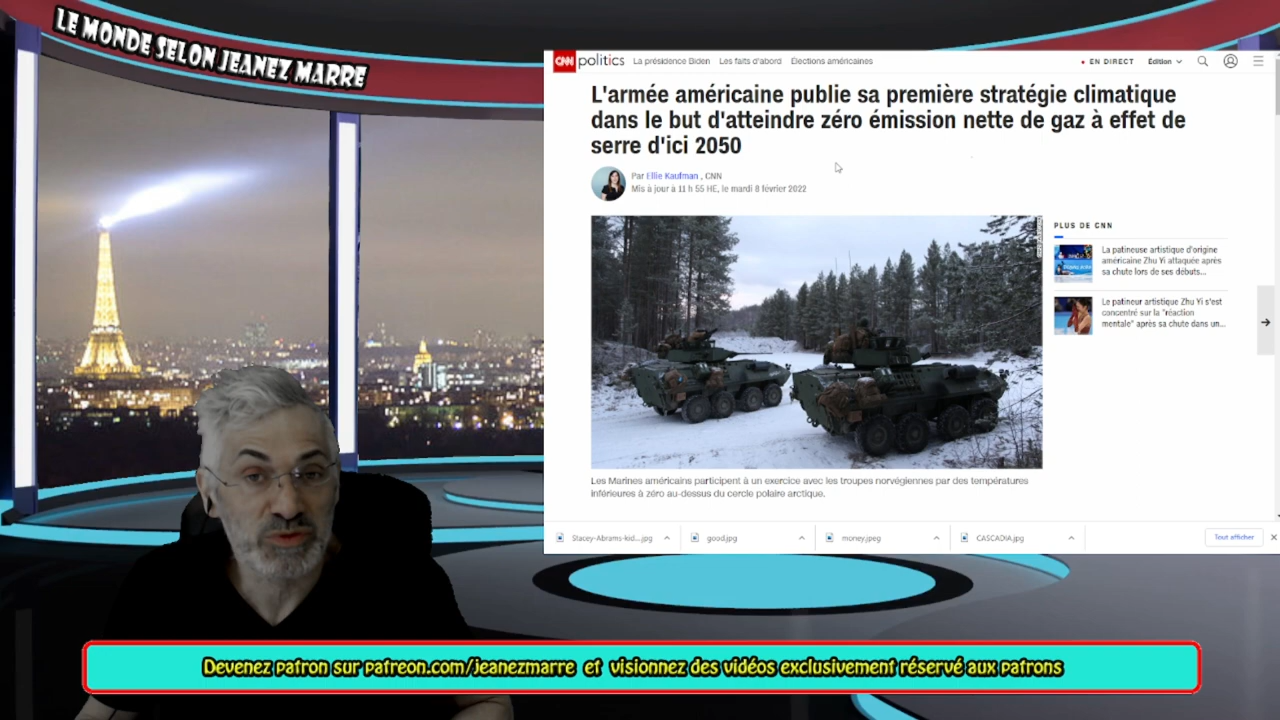 LE MONDE SELON JEANEZ MARRE
CNN politics La présidence Biden Les faits d'abord Élections américaines
EN DIRECT Édition
L'armée américaine publie sa première stratégie climatique
dans le but d'atteindre zéro émission nette de gaz à effet de
serre d'ici 2050
Par Ellie Kaufman , CNN
Mis à jour à 11 h 55 HE, le mardi 8 février 2022
PLUS DE CNN
La patineuse artistique d'origine
américaine Zhu Yi attaquée après
sa chute lors de ses débuts...
Le patineur artistique Zhu Yi s'est
concentré sur la "réaction
mentale" après sa chute dans un...
Les Marines américains participent à un exercice avec les troupes norvégiennes par des températures
inférieures à zéro au-dessus du cercle polaire arctique.
Stacey-Abrams-kid....jpg
good.jpg
money.jpeg
CASCADIA.jpg
Tout afficher
Devenez patron sur patreon.com/jeanezmarre et visionnez des vidéos exclusivement réservé aux patrons